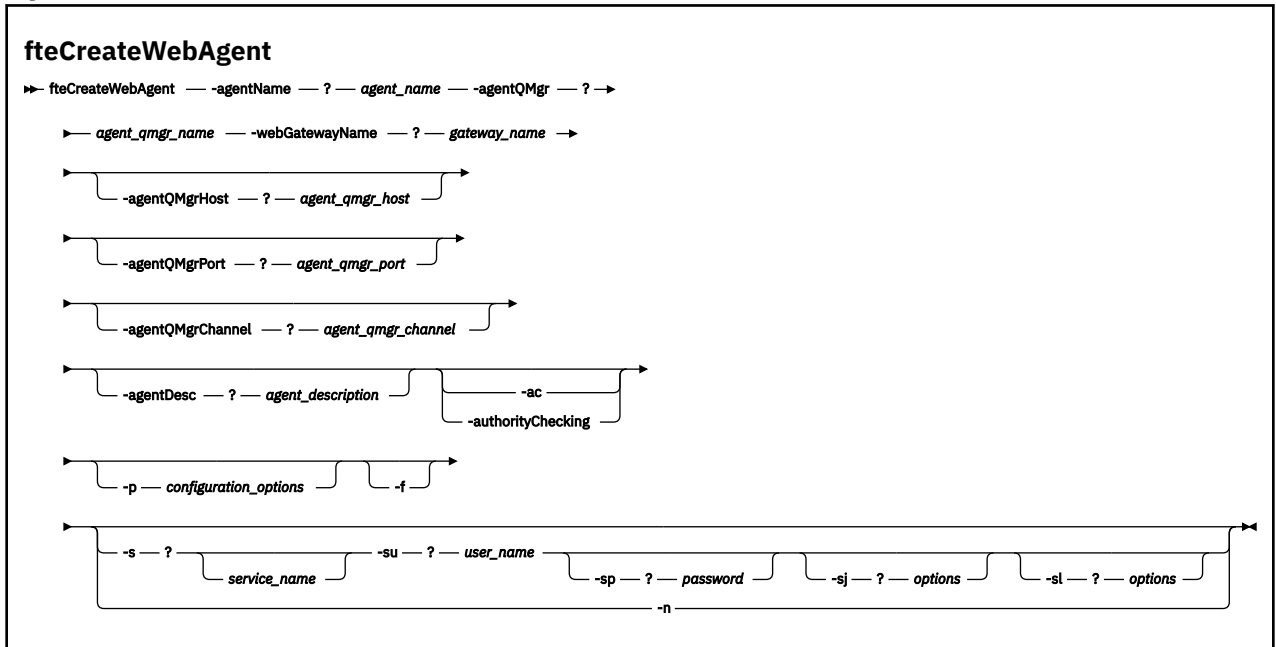 fteCreateWebAgent
fteCreateWebAgent -agentName ? agent_name -agentQMgr ?
agent_qmgr_name -webGatewayName ? gateway_name
-agentQMgrHost ? agent_qmgr_host
-agentQMgrPort ? agent_qmgr_port
-agentQMgrChannel ? agent_qmgr_channel
-agentDesc ? agent_description -ac
-authorityChecking
-p configuration_options -f
-s ? -su ? user_name
service_name -sp ? password -sj ? options -sl ? options
-n